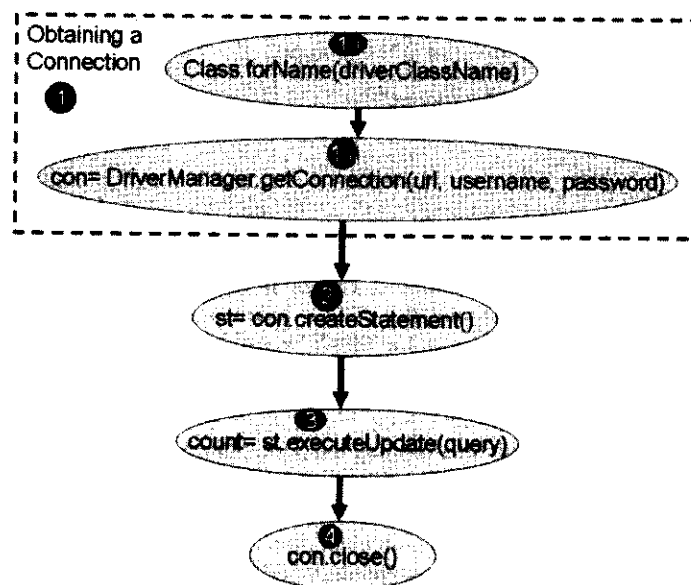 Obtaining a
Connection
1
Class.forName(driverClassName)
con= DriverManager.getConnection(url, username, password)
2
st= con.createStatement()
3
count= st.executeUpdate(query)
4
con.close()